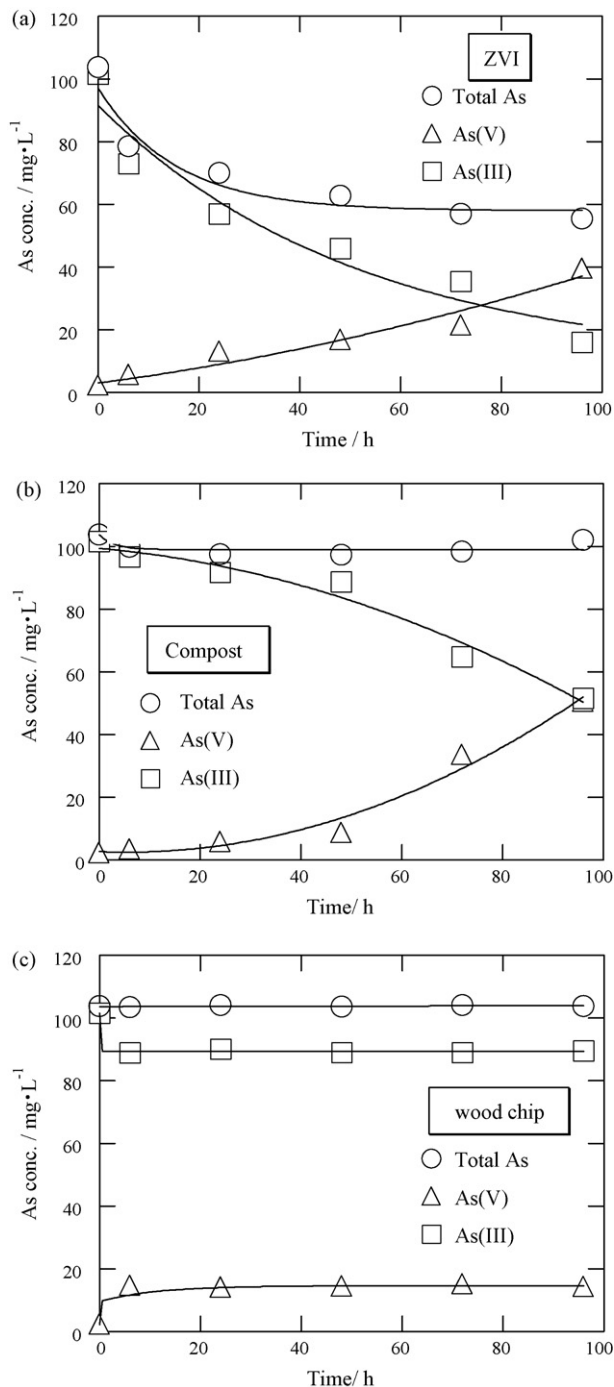 (a)
ZVI
Total As
As(V)
As(III)
As conc. / mg•L-1
120
100
80
60
40
20
0
0 20 40 60 80 100
Time / h
(b)
Compost
Total As
As(V)
As(III)
As conc. / mg•L-1
120
100
80
60
40
20
0
0 20 40 60 80 100
Time/ h
(c)
wood chip
Total As
As(V)
As(III)
As conc. / mg•L-1
120
100
80
60
40
20
0
0 20 40 60 80 100
Time / h